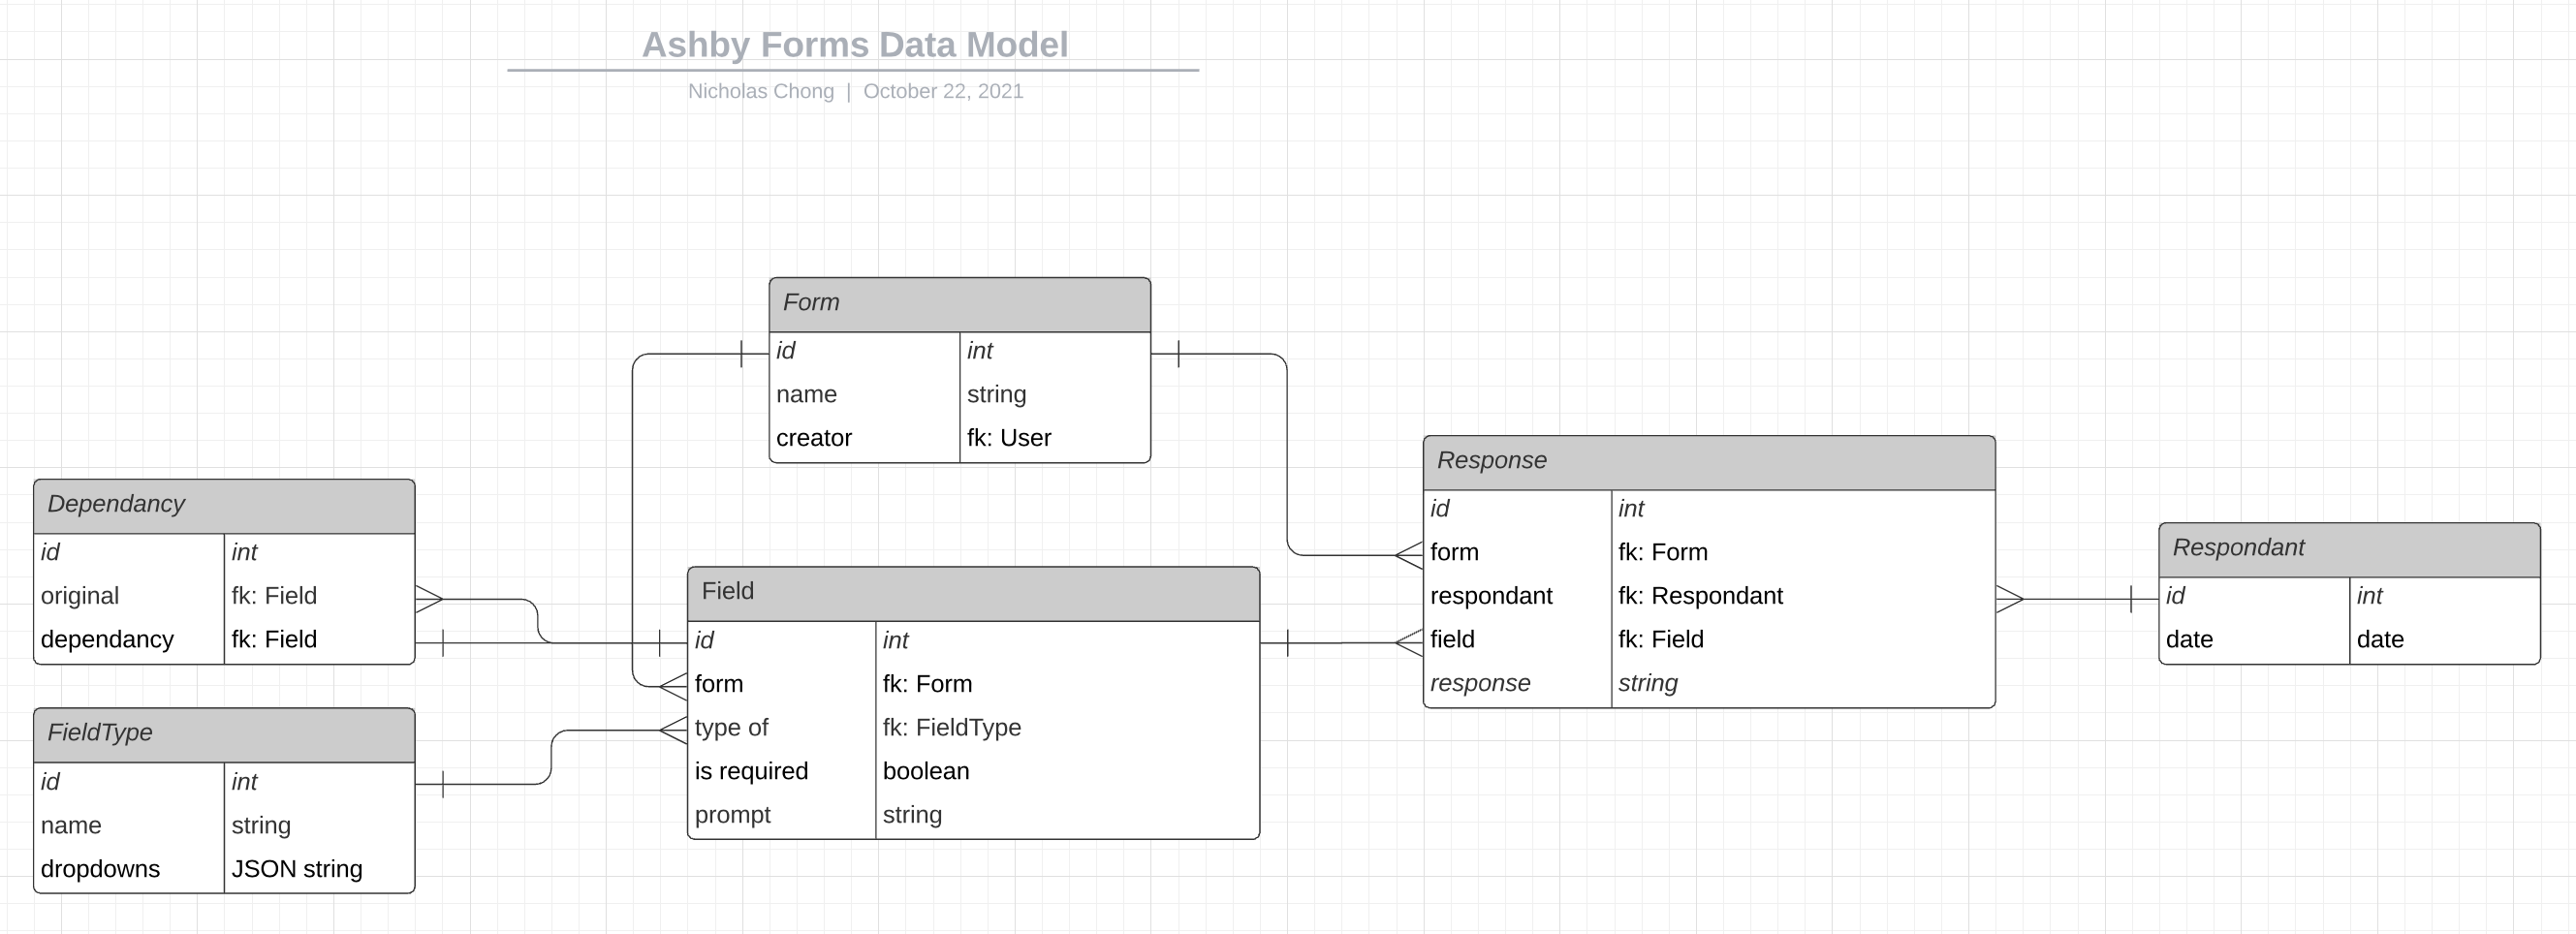 Ashby Forms Data Model
Nicholas Chong | October 22, 2021
Form
id int
name string
creator fk: User
Dependancy
id int
original fk: Field
dependancy fk: Field
FieldType
id int
name string
dropdowns JSON string
Field
id int
form fk: Form
type of fk: FieldType
is required boolean
prompt string
Response
id int
form fk: Form
respondant fk: Respondant
field fk: Field
response string
Respondant
id int
date date